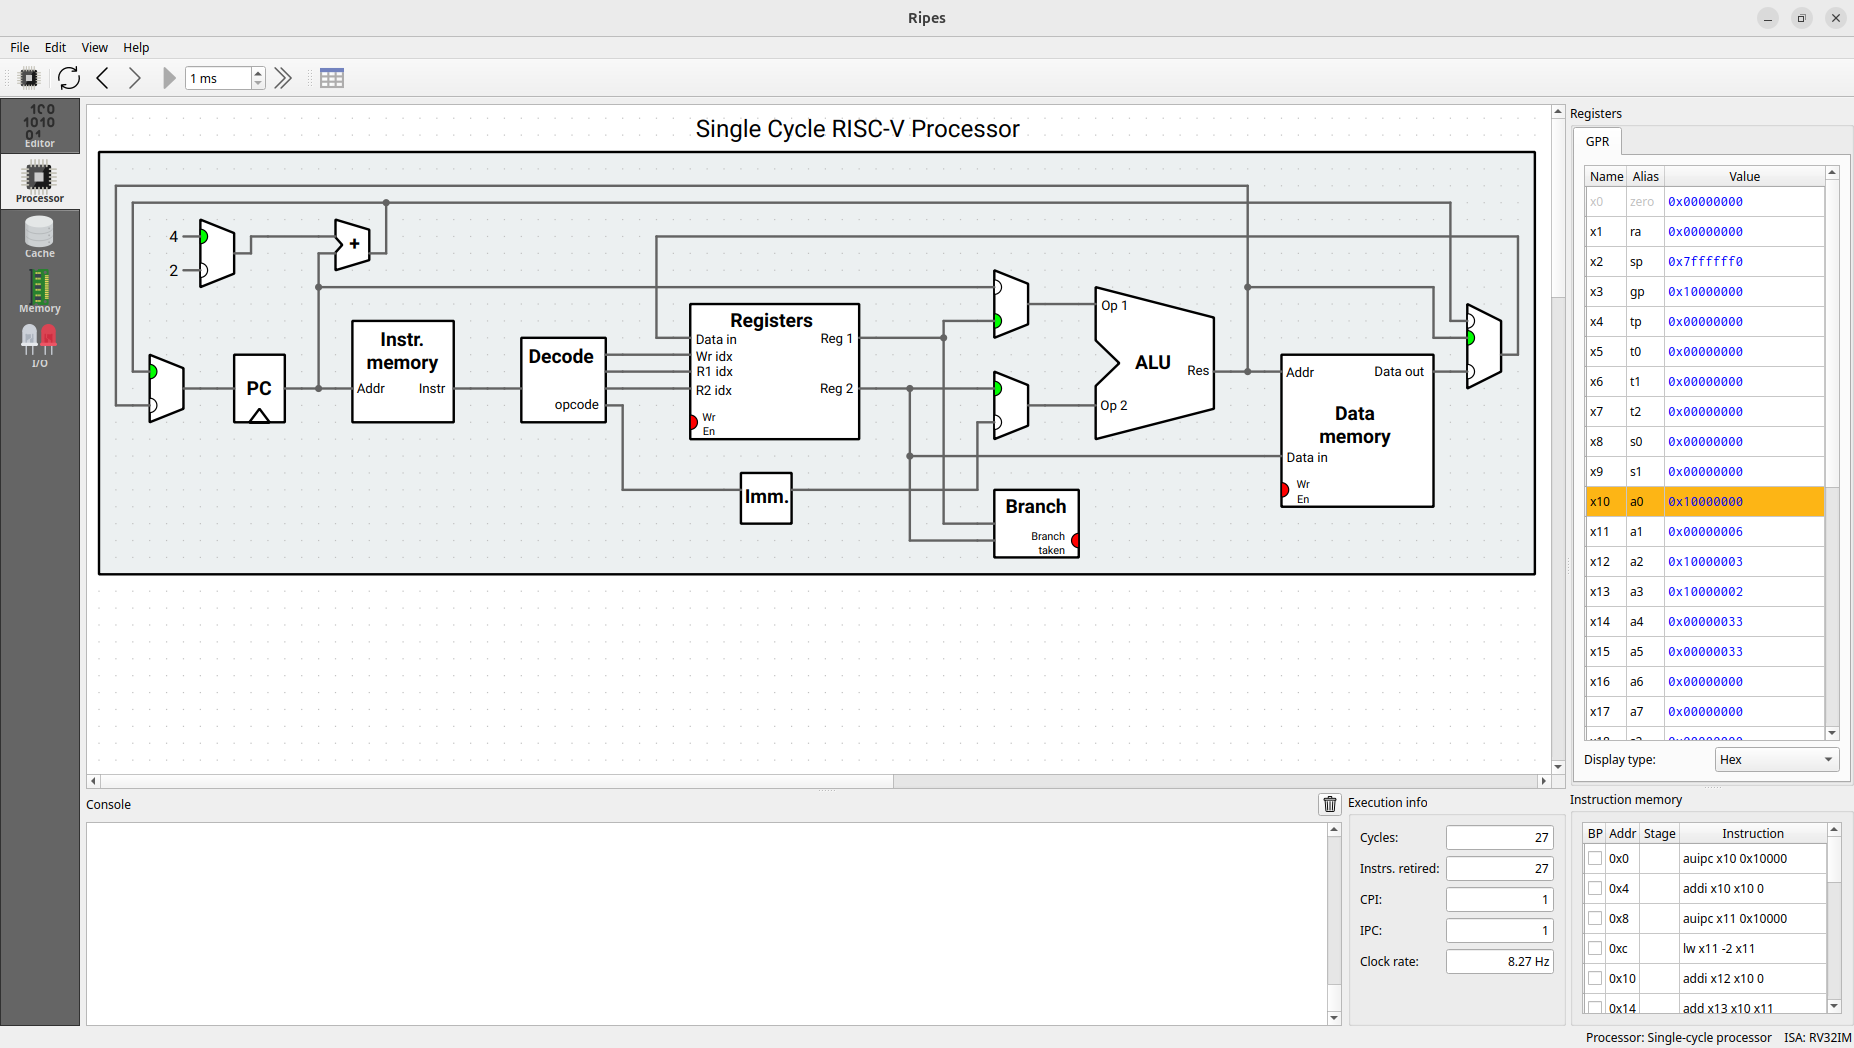 Ripes
File Edit View Help
1 ms
Editor
Processor
Cache
Memory
I/O
Single Cycle RISC-V Processor
4
2
+
PC
Instr.
memory
Addr Instr
Decode
opcode
Registers
Data in
Wr idx
R1 idx
R2 idx
Wr
En
Reg 1
Reg 2
Imm.
Op 1
ALU
Res
Op 2
Branch
Branch
taken
Addr Data out
Data
memory
Data in
Wr
En
Registers
GPR
Name Alias Value
x0 zero 0x00000000
x1 ra 0x00000000
x2 sp 0x7ffffff0
x3 gp 0x10000000
x4 tp 0x00000000
x5 t0 0x00000000
x6 t1 0x00000000
x7 t2 0x00000000
x8 s0 0x00000000
x9 s1 0x00000000
x10 a0 0x10000000
x11 a1 0x00000006
x12 a2 0x10000003
x13 a3 0x10000002
x14 a4 0x00000033
x15 a5 0x00000033
x16 a6 0x00000000
x17 a7 0x00000000
Display type: Hex
Console
Execution info
Cycles: 27
Instrs. retired: 27
CPI: 1
IPC: 1
Clock rate: 8.27 Hz
Instruction memory
BP Addr Stage Instruction
0x0 auipc x10 0x10000
0x4 addi x10 x10 0
0x8 auipc x11 0x10000
0xc lw x11 -2 x11
0x10 addi x12 x10 0
0x14 add x13 x10 x11
Processor: Single-cycle processor ISA: RV32IM